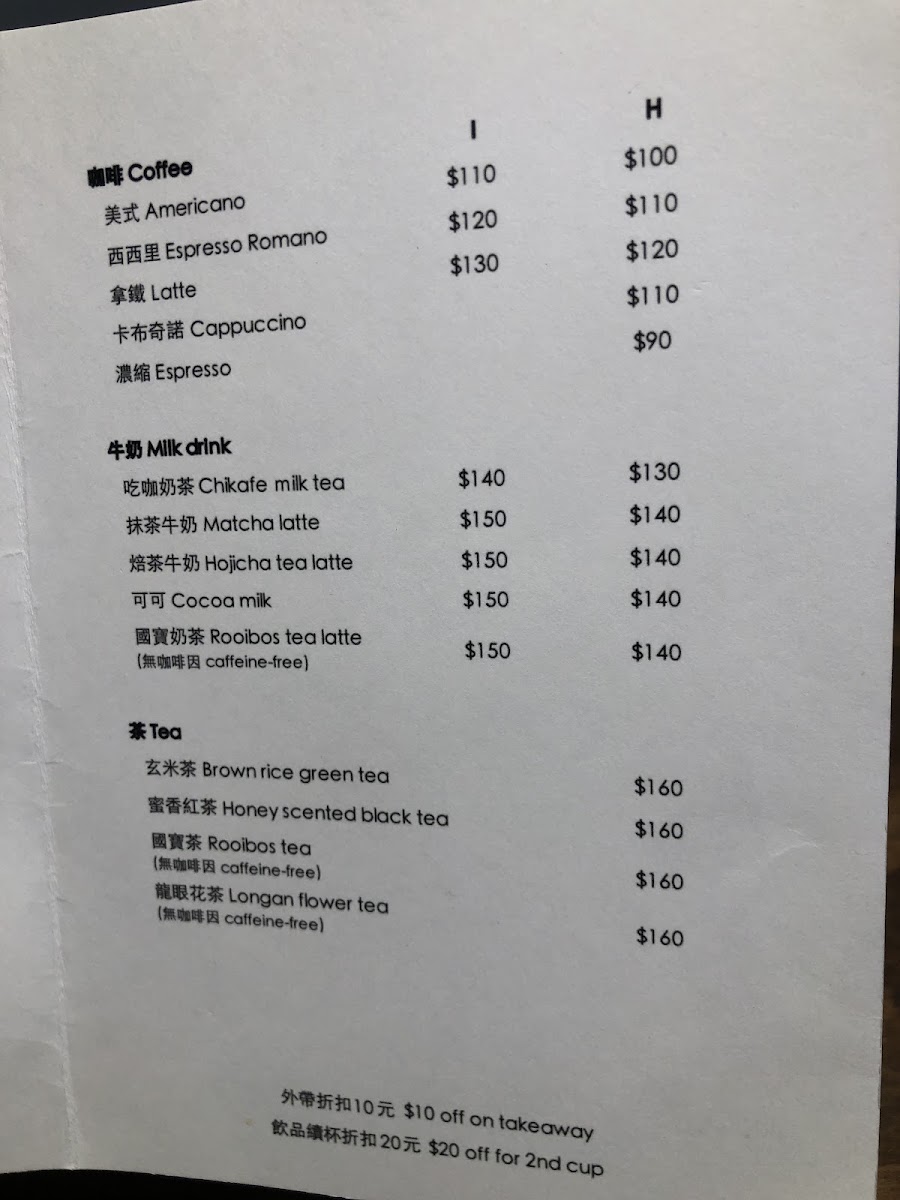 I H
咖啡 Coffee
美式 Americano $110 $100
西西里 Espresso Romano $120 $110
拿鐵 Latte $130 $120
卡布奇諾 Cappuccino $110
濃縮 Espresso $90
牛奶 Milk drink
吃咖奶茶 Chikafe milk tea $140 $130
抹茶牛奶 Matcha latte $150 $140
焙茶牛奶 Hojicha tea latte $150 $140
可可 Cocoa milk $150 $140
國寶奶茶 Rooibos tea latte $150 $140
(無咖啡因 caffeine-free)
茶 Tea
玄米茶 Brown rice green tea $160
蜜香紅茶 Honey scented black tea $160
國寶茶 Rooibos tea $160
(無咖啡因 caffeine-free)
龍眼花茶 Longan flower tea $160
(無咖啡因 caffeine-free)
外帶折扣10元 $10 off on takeaway
飲品續杯折扣20元 $20 off for 2nd cup